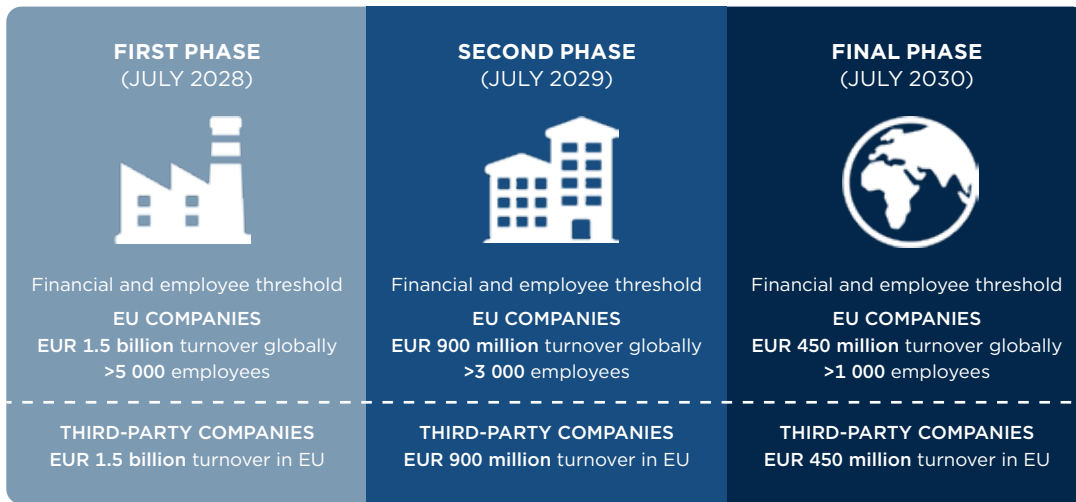 FIRST PHASE
(JULY 2028)
Financial and employee threshold
EU COMPANIES
EUR 1.5 billion turnover globally
>5 000 employees
THIRD-PARTY COMPANIES
EUR 1.5 billion turnover in EU
SECOND PHASE
(JULY 2029)
Financial and employee threshold
EU COMPANIES
EUR 900 million turnover globally
>3 000 employees
THIRD-PARTY COMPANIES
EUR 900 million turnover in EU
FINAL PHASE
(JULY 2030)
Financial and employee threshold
EU COMPANIES
EUR 450 million turnover globally
>1 000 employees
THIRD-PARTY COMPANIES
EUR 450 million turnover in EU